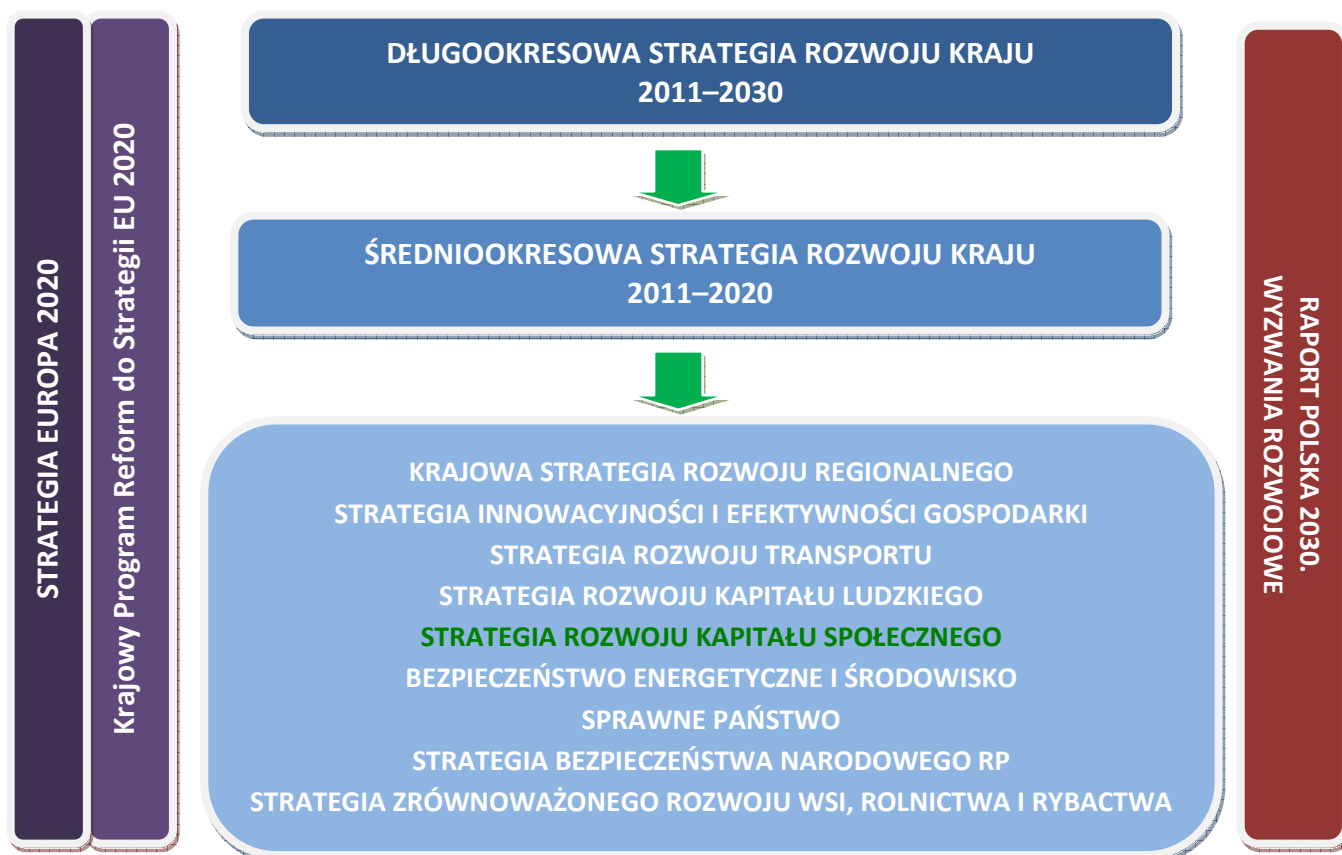 STRATEGIA EUROPA 2020
Krajowy Program Reform do Strategii EU 2020
DŁUGOOKRESOWA STRATEGIA ROZWOJU KRAJU
2011–2030
ŚREDNIOOKRESOWA STRATEGIA ROZWOJU KRAJU
2011–2020
KRAJOWA STRATEGIA ROZWOJU REGIONALNEGO
STRATEGIA INNOWACYJNOŚCI I EFEKTYWNOŚCI GOSPODARKI
STRATEGIA ROZWOJU TRANSPORTU
STRATEGIA ROZWOJU KAPITAŁU LUDZKIEGO
STRATEGIA ROZWOJU KAPITAŁU SPOŁECZNEGO
BEZPIECZEŃSTWO ENERGETYCZNE I ŚRODOWISKO
SPRAWNE PAŃSTWO
STRATEGIA BEZPIECZEŃSTWA NARODOWEGO RP
STRATEGIA ZRÓWNOWAŻONEGO ROZWOJU WSI, ROLNICTWA I RYBACTWA
RAPORT POLSKA 2030.
WYZWANIA ROZWOJOWE